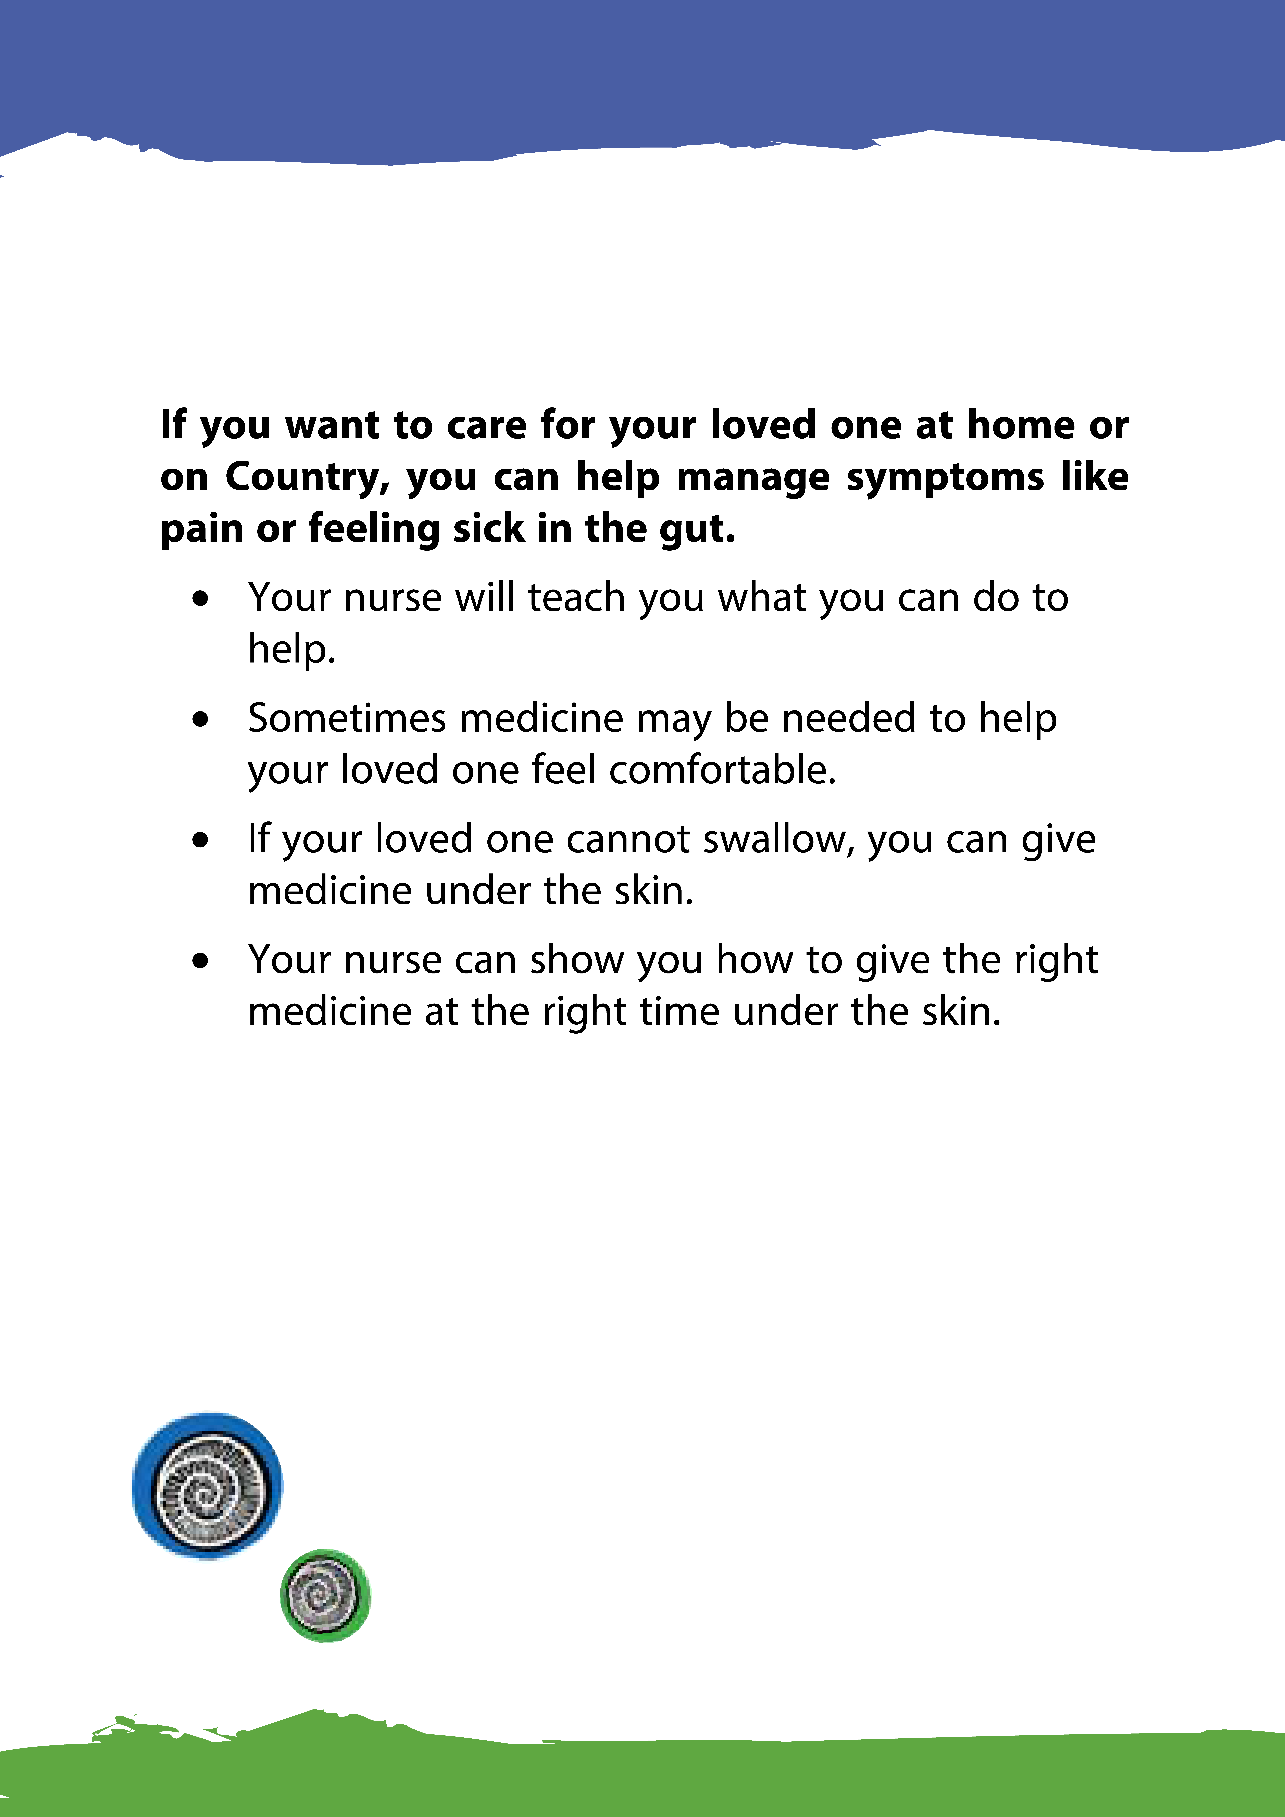 If you want to care for your loved one at home or
on Country, you can help manage symptoms like
pain or feeling sick in the gut.
• Your nurse will teach you what you can do to
help.
• Sometimes medicine may be needed to help
your loved one feel comfortable.
• If your loved one cannot swallow, you can give
medicine under the skin.
• Your nurse can show you how to give the right
medicine at the right time under the skin.